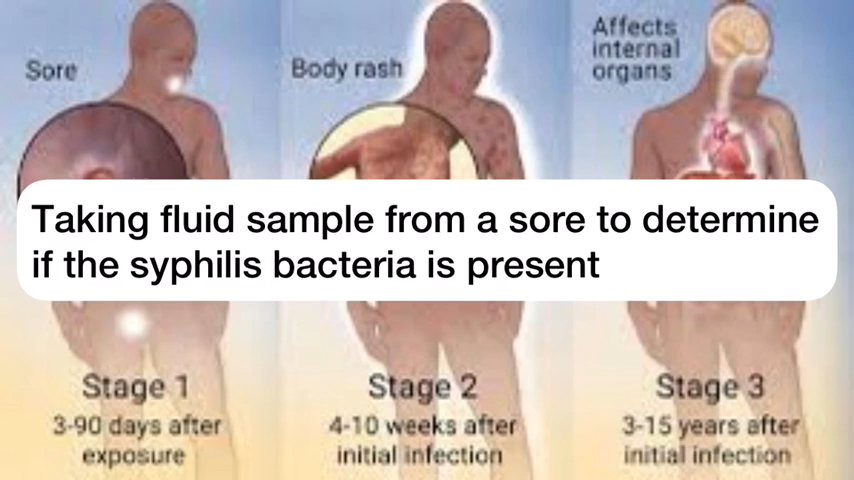 Sore
Body rash
Affects
internal
organs
Taking fluid sample from a sore to determine
if the syphilis bacteria is present
Stage 1
3-90 days after
exposure
Stage 2
4-10 weeks after
initial infection
Stage 3
3-15 years after
initial infection